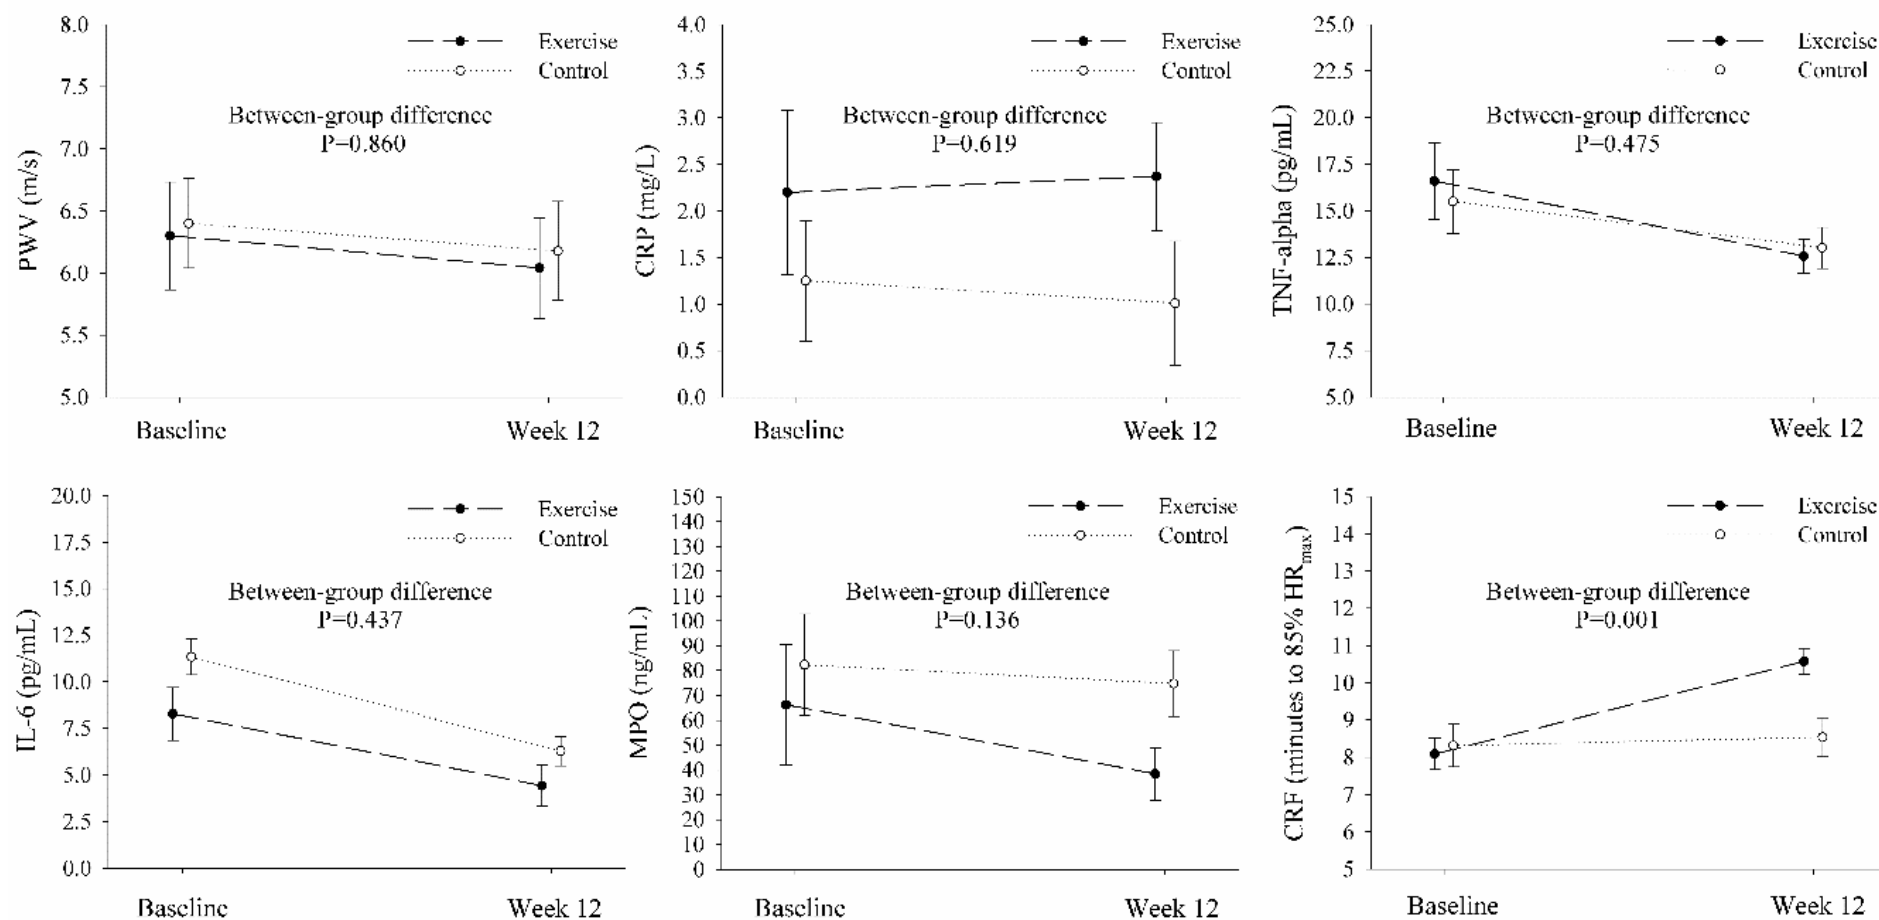 PWV (m/s)
8.0
7.5
7.0
6.5
6.0
5.5
5.0
Exercise
Control
Between-group difference
P=0.860
Baseline
Week 12
CRP (mg/L)
4.0
3.5
3.0
2.5
2.0
1.5
1.0
0.5
0.0
Exercise
Control
Between-group difference
P=0.619
Baseline
Week 12
TNF-alpha (pg/mL)
25.0
22.5
20.0
17.5
15.0
12.5
10.0
7.5
5.0
Exercise
Control
Between-group difference
P=0.475
Baseline
Week 12
IL-6 (pg/mL)
20.0
17.5
15.0
12.5
10.0
7.5
5.0
2.5
0.0
Exercise
Control
Between-group difference
P=0.437
Baseline
Week 12
MPO (ng/mL)
150
140
130
120
110
100
90
80
70
60
50
40
30
20
10
0
Exercise
Control
Between-group difference
P=0.136
Baseline
Week 12
CRF (minutes to 85% HRmax)
15
14
13
12
11
10
9
8
7
6
5
Exercise
Control
Between-group difference
P=0.001
Baseline
Week 12